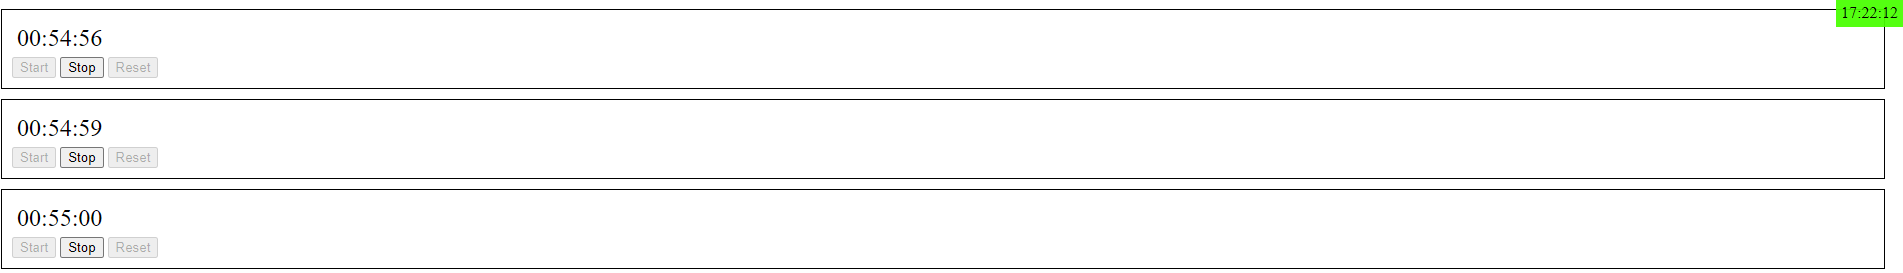 17:22:12
00:54:56
Start Stop Reset
00:54:59
Start Stop Reset
00:55:00
Start Stop Reset